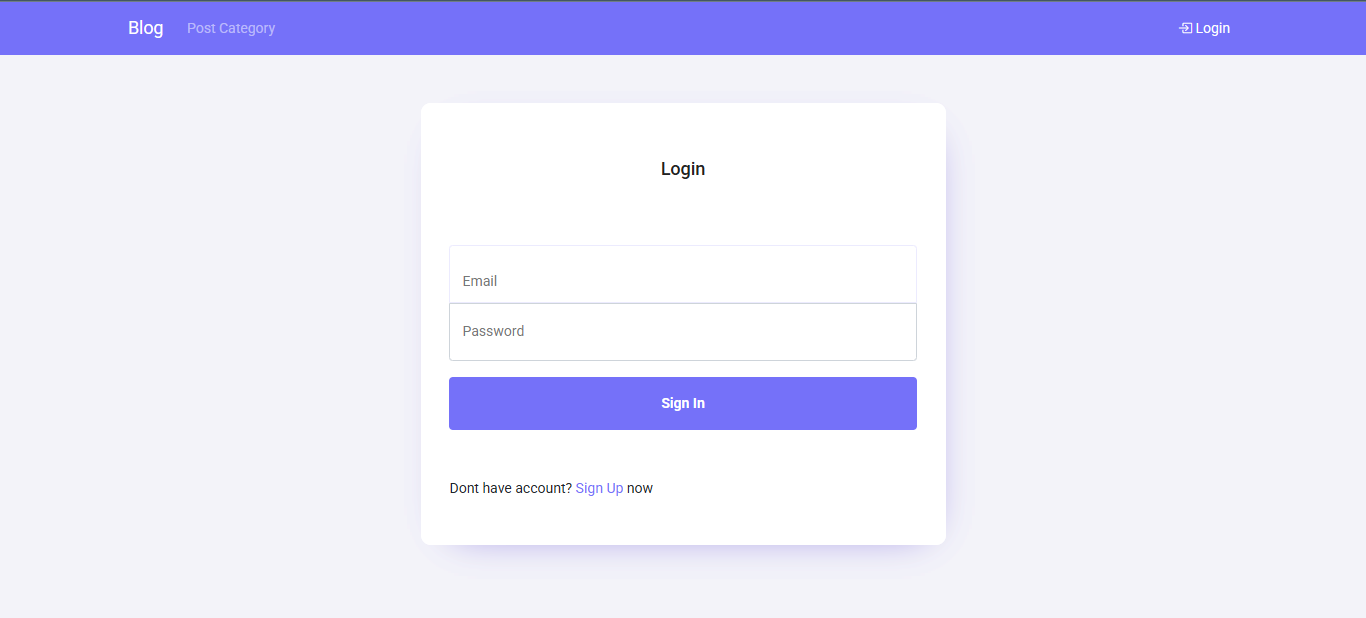 Blog Post Category Login
Login
Email
Password
Sign In
Dont have account? Sign Up now